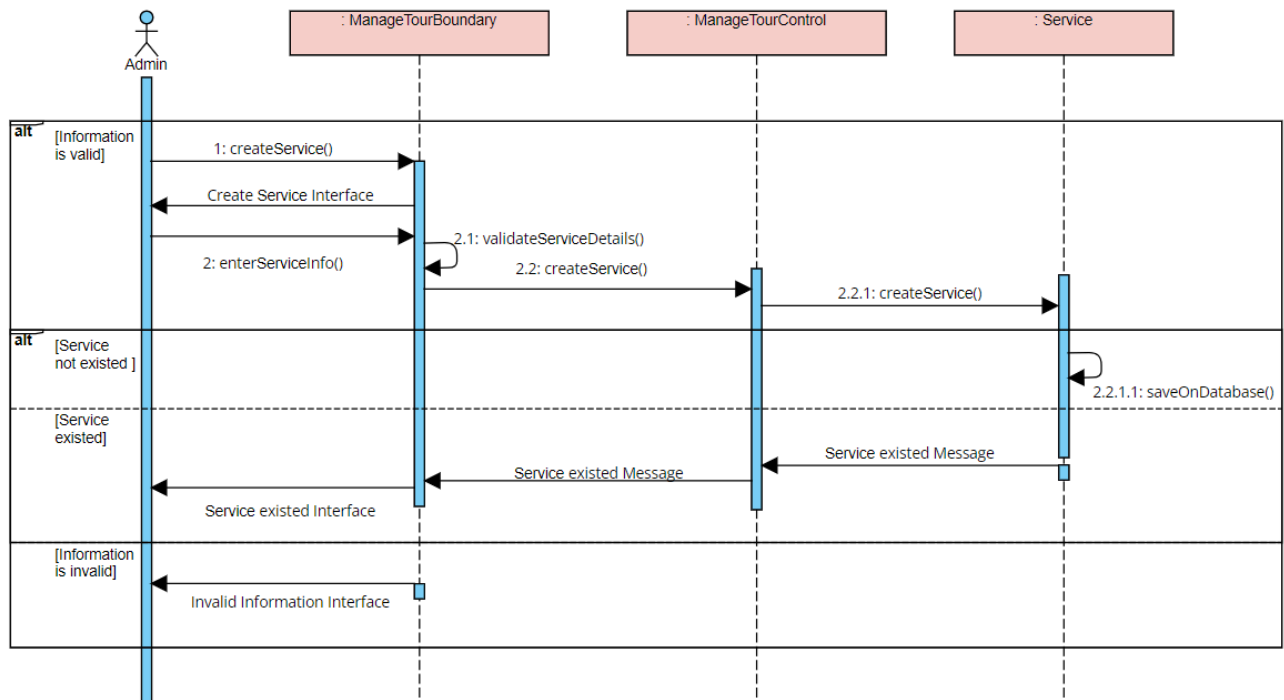 : ManageTourBoundary
: ManageTourControl
: Service
Admin
alt
[Information
is valid]
1: createService()
Create Service Interface
2.1: validateServiceDetails()
2: enterServiceInfo()
2.2: createService()
2.2.1: createService()
alt
[Service
not existed ]
2.2.1.1: saveOnDatabase()
[Service
existed]
Service existed Message
Service existed Message
Service existed Interface
[Information
is invalid]
Invalid Information Interface